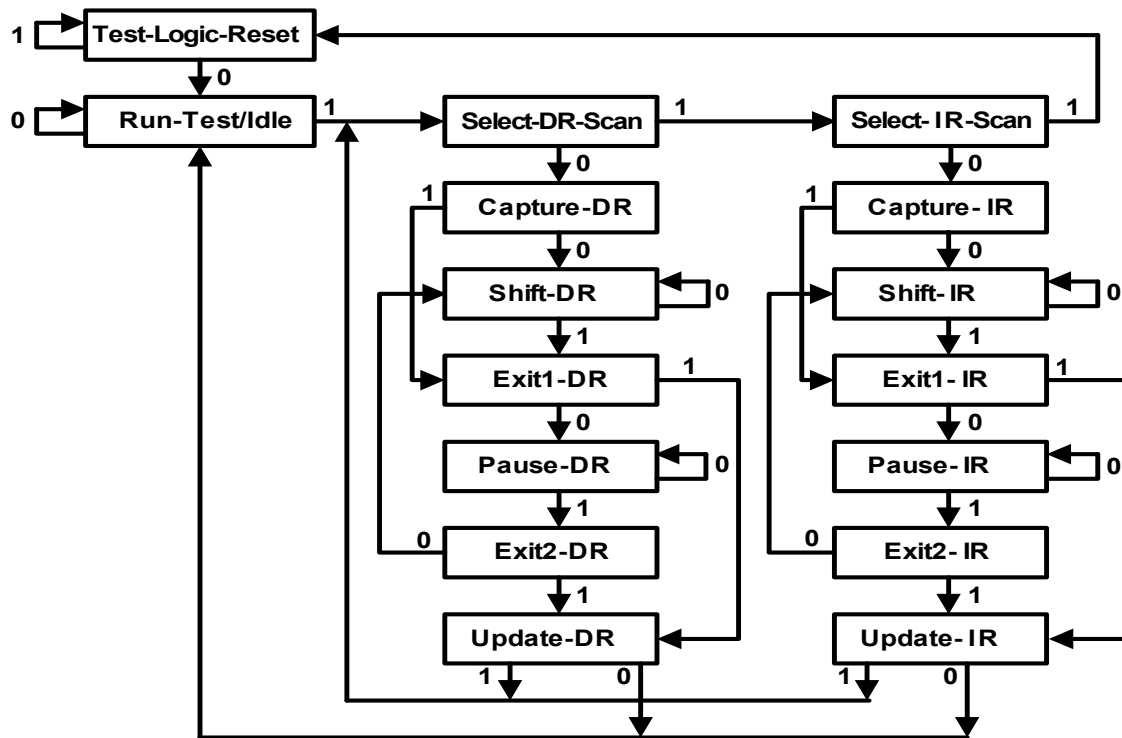 Test-Logic-Reset
1
0
Run-Test/Idle
0
1
Select-DR-Scan
1
Select-IR-Scan
1
0
0
1
Capture-DR
1
Capture-IR
0
0
Shift-DR
0
Shift-IR
0
1
1
Exit1-DR
1
Exit1-IR
1
0
0
Pause-DR
0
Pause-IR
0
1
1
0
Exit2-DR
0
Exit2-IR
1
1
Update-DR
Update-IR
1
0
1
0